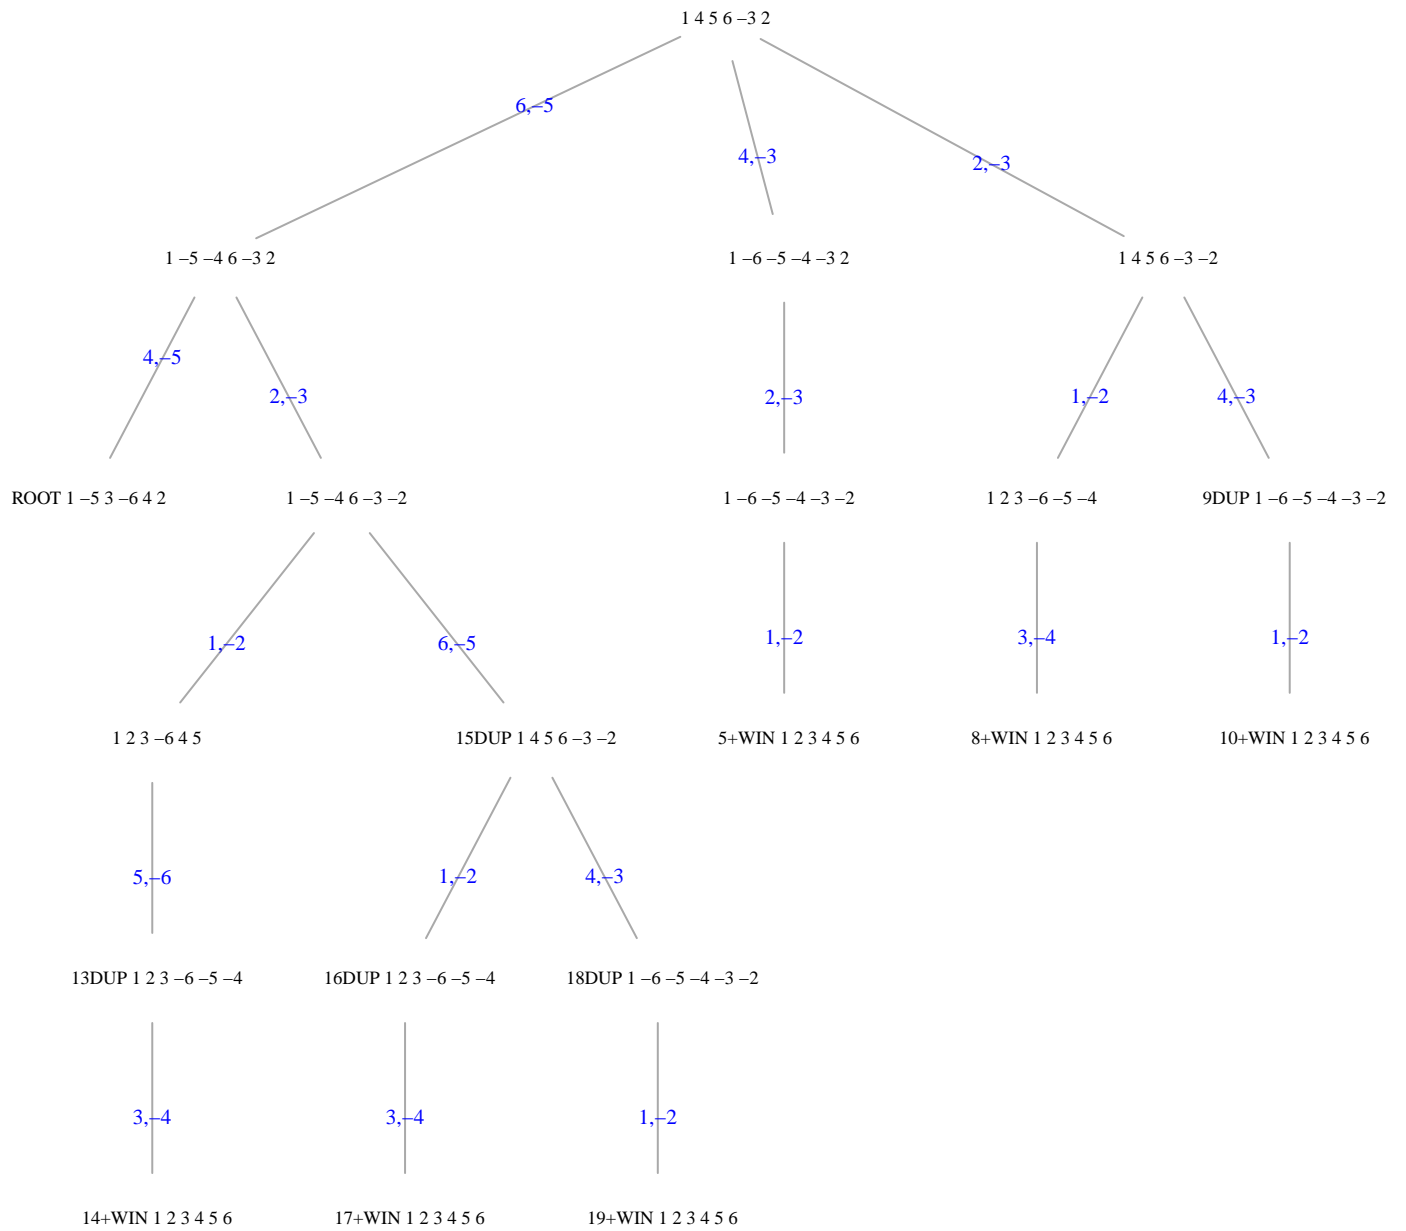 1 4 5 6 –3 2
6,–5
4,–3
2,–3
1 –5 –4 6 –3 2
1 –6 –5 –4 –3 2
1 4 5 6 –3 –2
4,–5
2,–3
2,–3
1,–2
4,–3
ROOT 1 –5 3 –6 4 2
1 –5 –4 6 –3 –2
1 –6 –5 –4 –3 –2
1 2 3 –6 –5 –4
9DUP 1 –6 –5 –4 –3 –2
1,–2
6,–5
1,–2
3,–4
1,–2
1 2 3 –6 4 5
15DUP 1 4 5 6 –3 –2
5+WIN 1 2 3 4 5 6
8+WIN 1 2 3 4 5 6
10+WIN 1 2 3 4 5 6
5,–6
1,–2
4,–3
13DUP 1 2 3 –6 –5 –4
16DUP 1 2 3 –6 –5 –4
18DUP 1 –6 –5 –4 –3 –2
3,–4
3,–4
1,–2
14+WIN 1 2 3 4 5 6
17+WIN 1 2 3 4 5 6
19+WIN 1 2 3 4 5 6